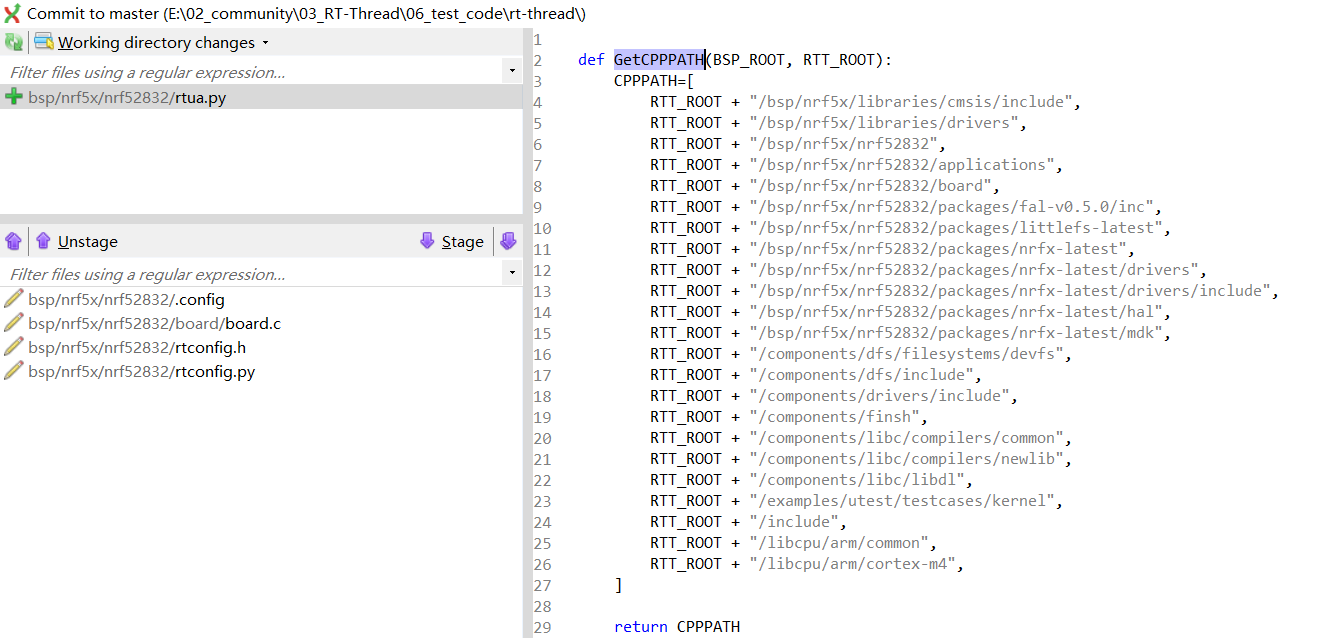 Commit to master (E:\02_community\03_RT-Thread\06_test_code\rt-thread\)
Working directory changes
Filter files using a regular expression...
bsp/nrf5x/nrf52832/rtua.py
Unstage
Stage
Filter files using a regular expression...
bsp/nrf5x/nrf52832/.config
bsp/nrf5x/nrf52832/board/board.c
bsp/nrf5x/nrf52832/rtconfig.h
bsp/nrf5x/nrf52832/rtconfig.py
1
2 def GetCPPPATH(BSP_ROOT, RTT_ROOT):
3 CPPPATH=[
4 RTT_ROOT + "/bsp/nrf5x/libraries/cmsis/include",
5 RTT_ROOT + "/bsp/nrf5x/libraries/drivers",
6 RTT_ROOT + "/bsp/nrf5x/nrf52832",
7 RTT_ROOT + "/bsp/nrf5x/nrf52832/applications",
8 RTT_ROOT + "/bsp/nrf5x/nrf52832/board",
9 RTT_ROOT + "/bsp/nrf5x/nrf52832/packages/fal-v0.5.0/inc",
10 RTT_ROOT + "/bsp/nrf5x/nrf52832/packages/littlefs-latest",
11 RTT_ROOT + "/bsp/nrf5x/nrf52832/packages/nrfx-latest",
12 RTT_ROOT + "/bsp/nrf5x/nrf52832/packages/nrfx-latest/drivers",
13 RTT_ROOT + "/bsp/nrf5x/nrf52832/packages/nrfx-latest/drivers/include",
14 RTT_ROOT + "/bsp/nrf5x/nrf52832/packages/nrfx-latest/hal",
15 RTT_ROOT + "/bsp/nrf5x/nrf52832/packages/nrfx-latest/mdk",
16 RTT_ROOT + "/components/dfs/filesystems/devfs",
17 RTT_ROOT + "/components/dfs/include",
18 RTT_ROOT + "/components/drivers/include",
19 RTT_ROOT + "/components/finsh",
20 RTT_ROOT + "/components/libc/compilers/common",
21 RTT_ROOT + "/components/libc/compilers/newlib",
22 RTT_ROOT + "/components/libc/libdl",
23 RTT_ROOT + "/examples/utest/testcases/kernel",
24 RTT_ROOT + "/include",
25 RTT_ROOT + "/libcpu/arm/common",
26 RTT_ROOT + "/libcpu/arm/cortex-m4",
27 ]
28
29 return CPPPATH